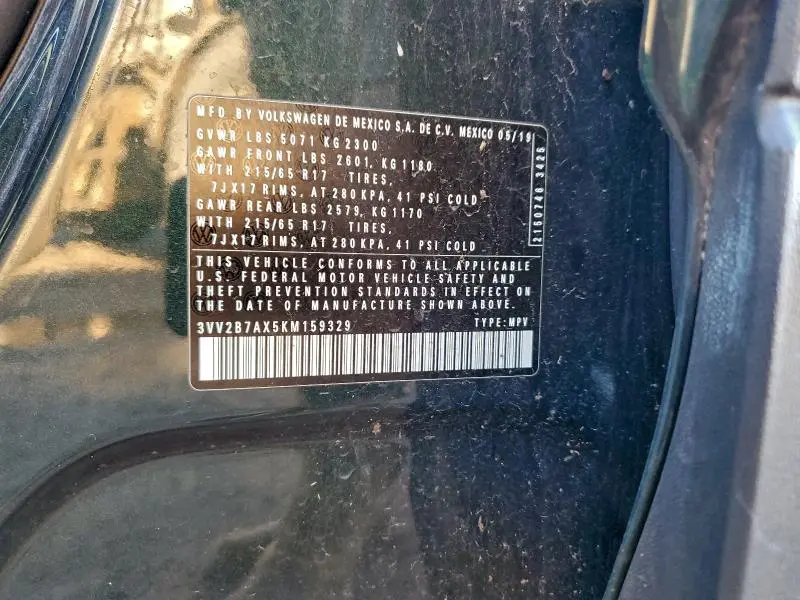 MFD. BY VOLKSWAGEN DE MEXICO S.A. DE C.V. MEXICO 05/19
GVWR LBS 5071 KG 2300
GAWR FRONT LBS 2601, KG 1180
WITH 215/65 R17 TIRES,
7JX17 RIMS, AT 280 KPA, 41 PSI COLD
GAWR REAR LBS 2579, KG 1170
WITH 215/65 R17 TIRES,
7JX17 RIMS, AT 280 KPA, 41 PSI COLD
2150746 3425
THIS VEHICLE CONFORMS TO ALL APPLICABLE
U.S. FEDERAL MOTOR VEHICLE SAFETY AND
THEFT PREVENTION STANDARDS IN EFFECT ON
THE DATE OF MANUFACTURE SHOWN ABOVE.
3VV2B7AX5KM159329 TYPE: MPV